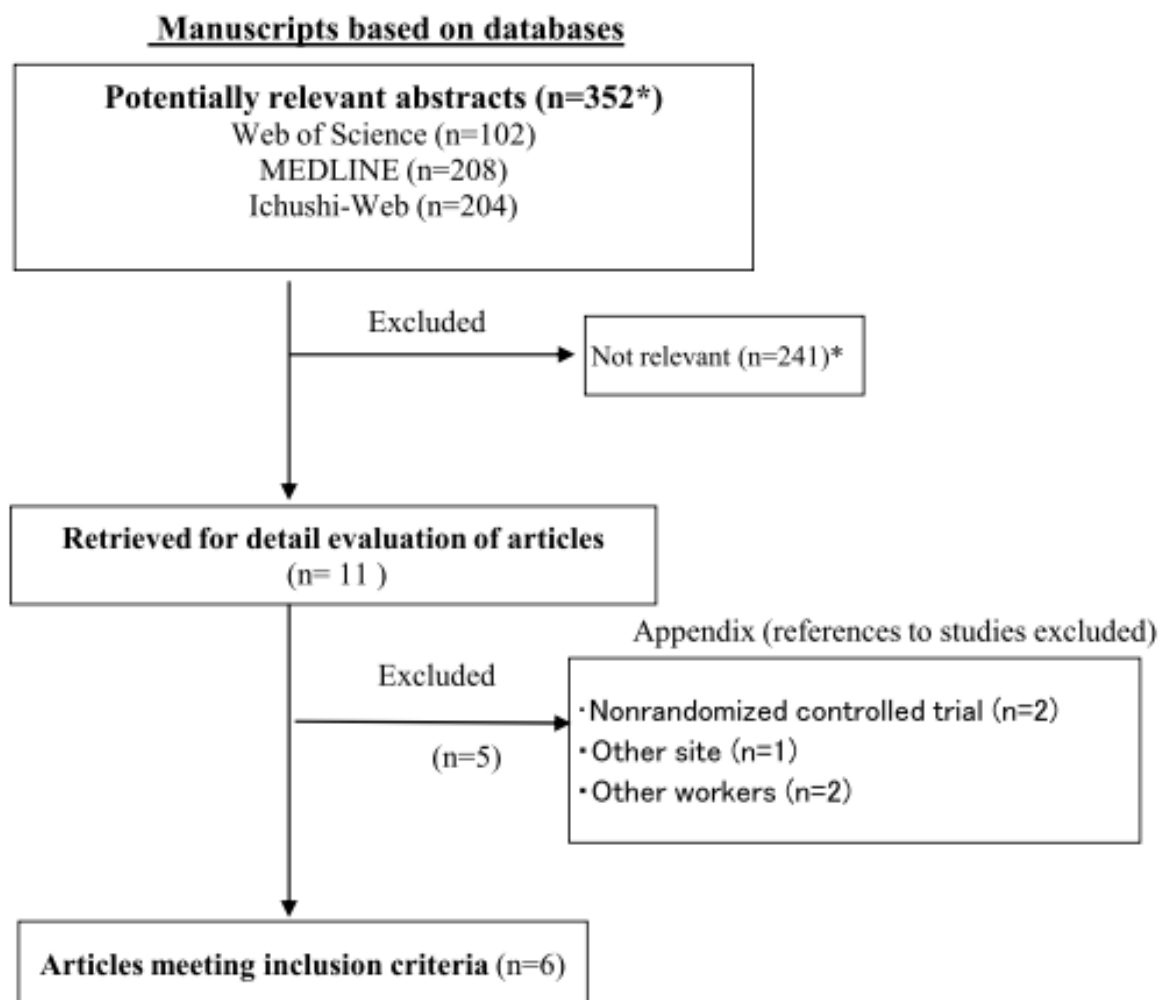 Manuscripts based on databases
Potentially relevant abstracts (n=352*)
Web of Science (n=102)
MEDLINE (n=208)
Ichushi-Web (n=204)
Excluded
Not relevant (n=241)*
Retrieved for detail evaluation of articles
(n= 11 )
Appendix (references to studies excluded)
Excluded
(n=5)
・Nonrandomized controlled trial (n=2)
・Other site (n=1)
・Other workers (n=2)
Articles meeting inclusion criteria (n=6)